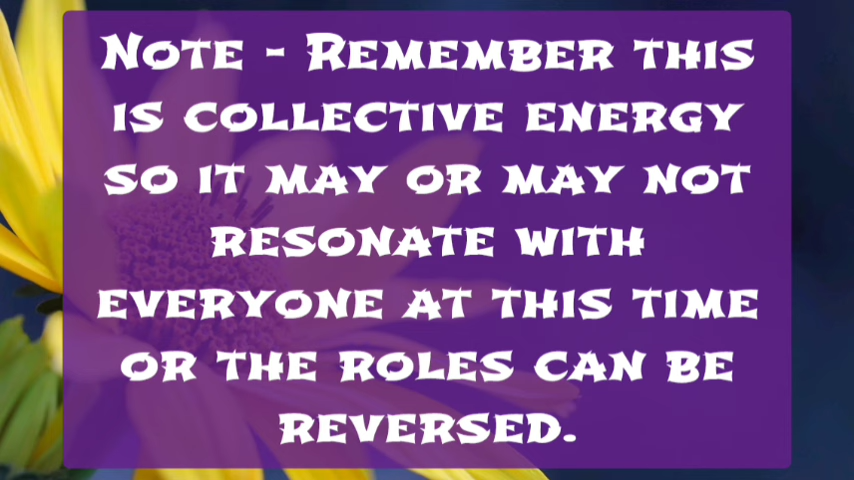 Note - Remember this
is collective energy
so it may or may not
resonate with
everyone at this time
or the roles can be
reversed.